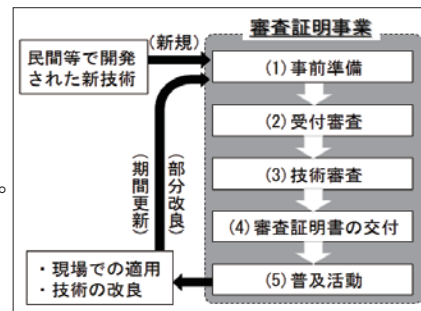 審査証明事業
民間等で開発
された新技術
(新規)
(1) 事前準備
(2) 受付審査
(3) 技術審査
(4) 審査証明書の交付
(5) 普及活動
(部分改良)
(期間更新)
・現場での適用
・技術の改良
。